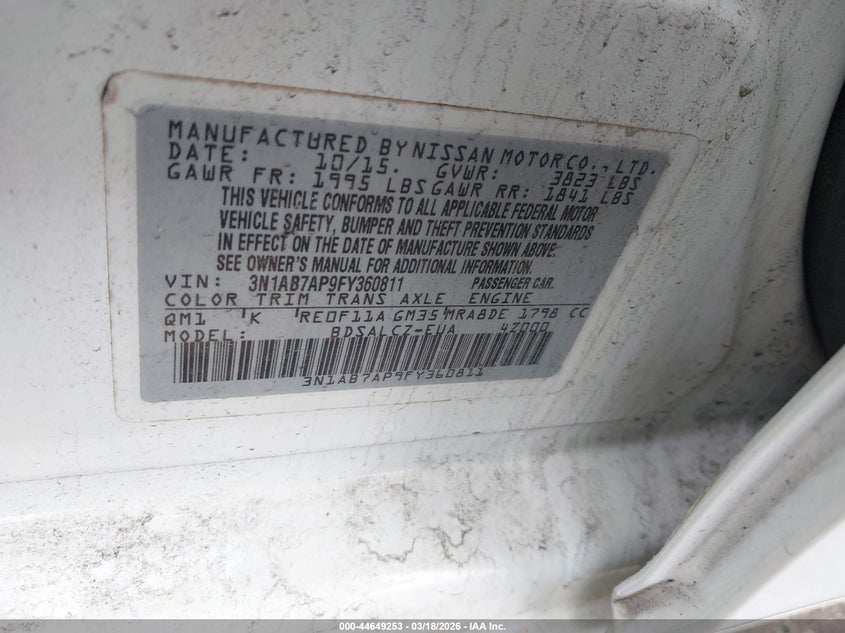 MANUFACTURED BY NISSAN MOTOR CO., LTD.
DATE: 10/15. GVWR: 3823 LBS
GAWR FR: 1995 LBS GAWR RR: 1841 LBS
THIS VEHICLE CONFORMS TO ALL APPLICABLE FEDERAL MOTOR
VEHICLE SAFETY, BUMPER AND THEFT PREVENTION STANDARDS
IN EFFECT ON THE DATE OF MANUFACTURE SHOWN ABOVE.
SEE OWNER'S MANUAL FOR ADDITIONAL INFORMATION.
VIN: 3N1AB7AP9FY360811 PASSENGER CAR.
COLOR TRIM TRANS AXLE ENGINE
QM1 'K 'RE0F11A GM35'MRA8DE 1798 CC
MODEL: BDSALCZ-EUA 4Z000
3N1AB7AP9FY360811
000-44649253 - 03/18/2026 - IAA Inc.